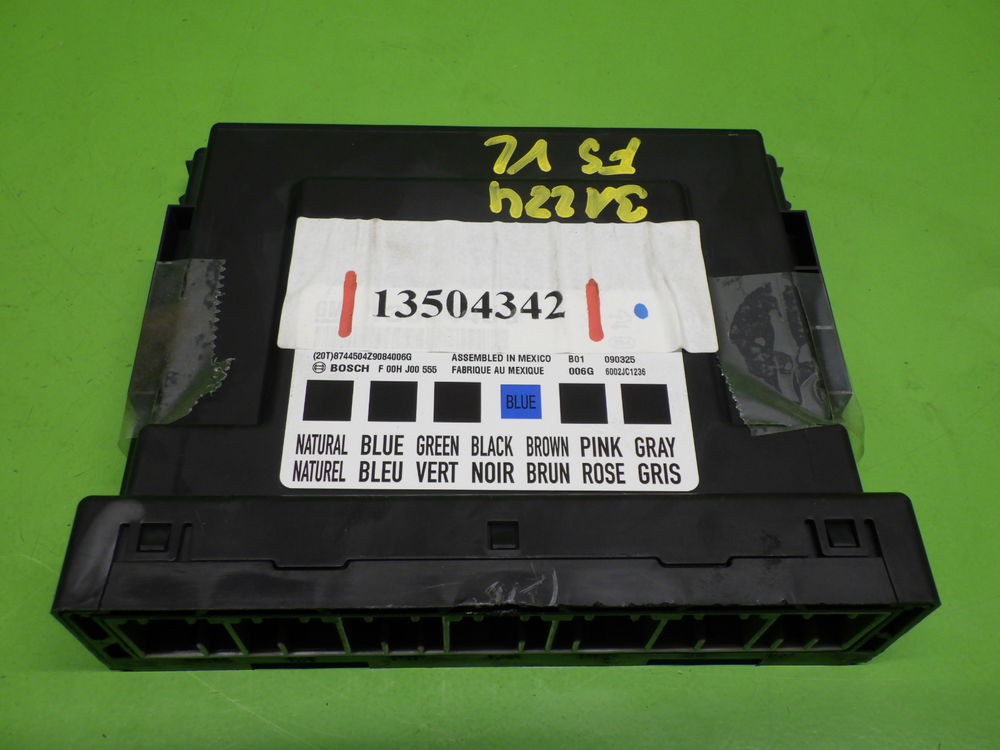 FS VL
31224
13504342
(20T)8744504Z9084006G ASSEMBLED IN MEXICO B01 090325
BOSCH F 00H J00 555 FABRIQUE AU MEXIQUE 006G 6002JC1236
BLUE
NATURAL BLUE GREEN BLACK BROWN PINK GRAY
NATUREL BLEU VERT NOIR BRUN ROSE GRIS